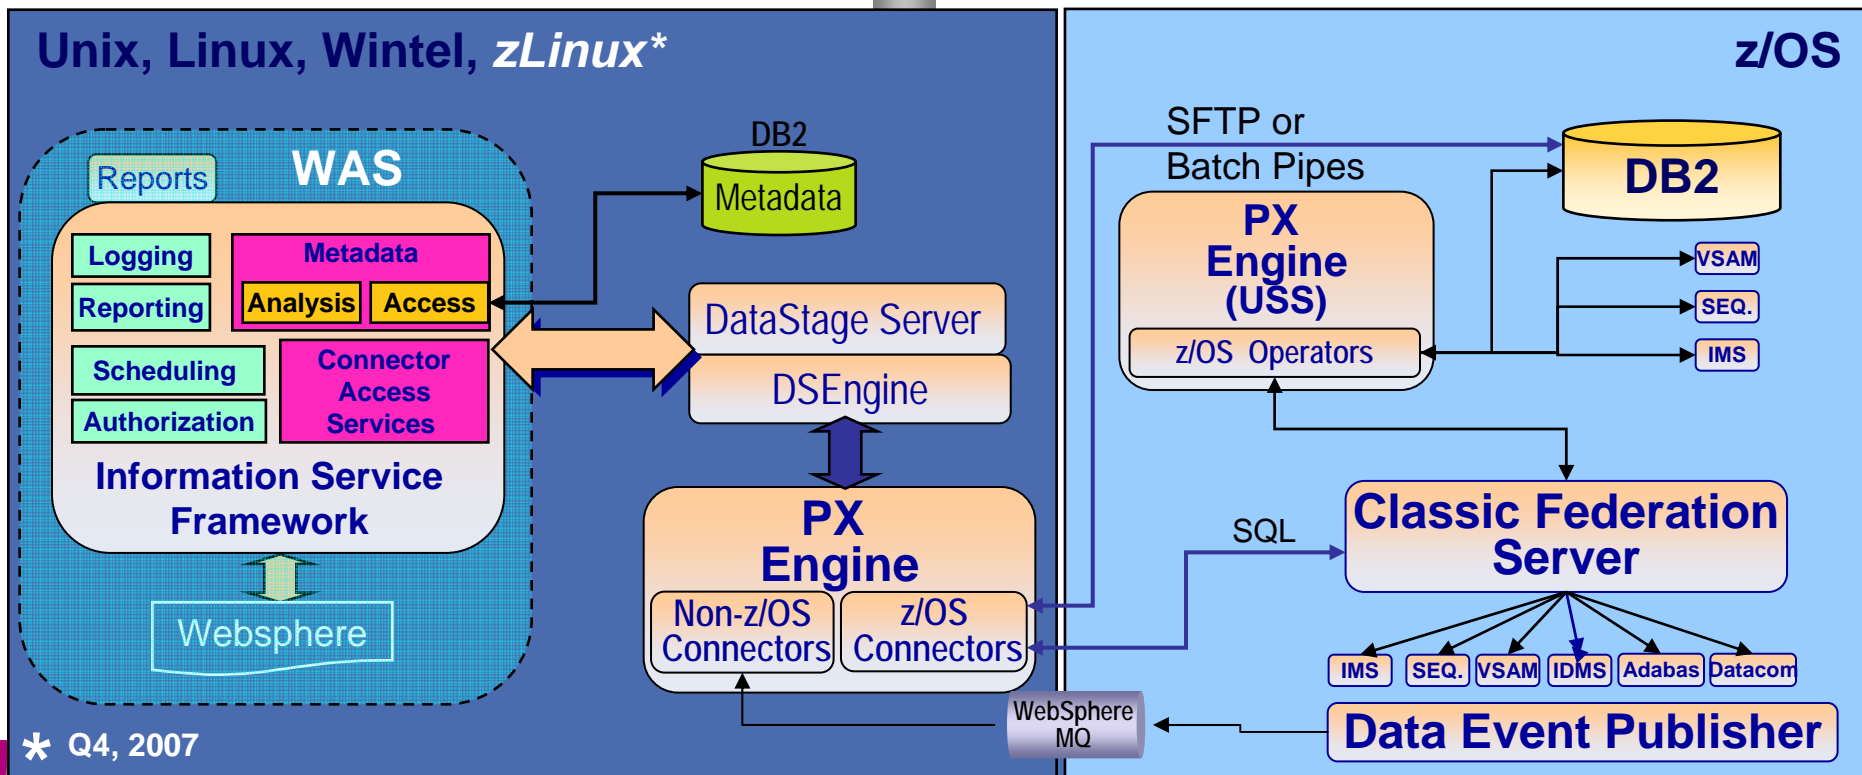 Unix, Linux, Wintel, zLinux*
z/OS
WAS
Reports
Logging
Reporting
Scheduling
Authorization
Metadata
Analysis
Access
Connector
Access
Services
Information Service
Framework
Websphere
* Q4, 2007
DB2
Metadata
DataStage Server
DSEngine
PX
Engine
Non-z/OS
Connectors
z/OS
Connectors
WebSphere
MQ
SFTP or
Batch Pipes
PX
Engine
(USS)
z/OS Operators
DB2
VSAM
SEQ.
IMS
SQL
Classic Federation
Server
IMS
SEQ.
VSAM
IDMS
Adabas
Datacom
Data Event Publisher